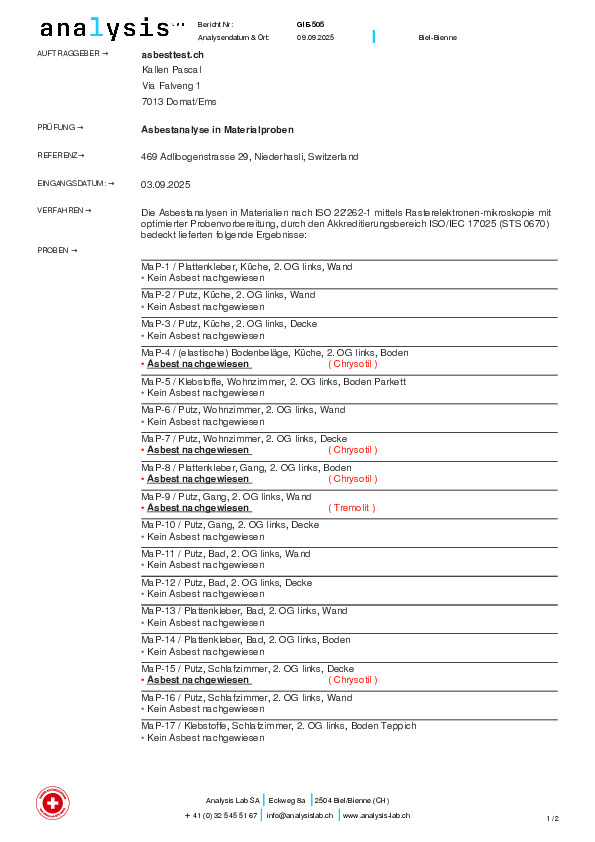 analysis
Bericht Nr: GIE-505
Analysendatum & Ort: 09.09.2025 Biel-Bienne
AUFTRAGGEBER → asbesttest.ch
Kallen Pascal
Via Falveng 1
7013 Domat/Ems
PRÜFUNG → Asbestanalyse in Materialproben
REFERENZ → 469 Adlibogenstrasse 29, Niederhasli, Switzerland
EINGANGSDATUM: → 03.09.2025
VERFAHREN → Die Asbestanalysen in Materialien nach ISO 22'262-1 mittels Rasterelektronen-mikroskopie mit
optimierter Probenvorbereitung, durch den Akkreditierungsbereich ISO/IEC 17'025 (STS 0670)
bedeckt lieferten folgende Ergebnisse:
PROBEN →
MaP-1 / Plattenkleber, Küche, 2. OG links, Wand
• Kein Asbest nachgewiesen
MaP-2 / Putz, Küche, 2. OG links, Wand
• Kein Asbest nachgewiesen
MaP-3 / Putz, Küche, 2. OG links, Decke
• Kein Asbest nachgewiesen
MaP-4 / (elastische) Bodenbeläge, Küche, 2. OG links, Boden
• Asbest nachgewiesen ( Chrysotil )
MaP-5 / Klebstoffe, Wohnzimmer, 2. OG links, Boden Parkett
• Kein Asbest nachgewiesen
MaP-6 / Putz, Wohnzimmer, 2. OG links, Wand
• Kein Asbest nachgewiesen
MaP-7 / Putz, Wohnzimmer, 2. OG links, Decke
• Asbest nachgewiesen ( Chrysotil )
MaP-8 / Plattenkleber, Gang, 2. OG links, Boden
• Asbest nachgewiesen ( Chrysotil )
MaP-9 / Putz, Gang, 2. OG links, Wand
• Asbest nachgewiesen ( Tremolit )
MaP-10 / Putz, Gang, 2. OG links, Decke
• Kein Asbest nachgewiesen
MaP-11 / Putz, Bad, 2. OG links, Wand
• Kein Asbest nachgewiesen
MaP-12 / Putz, Bad, 2. OG links, Decke
• Kein Asbest nachgewiesen
MaP-13 / Plattenkleber, Bad, 2. OG links, Wand
• Kein Asbest nachgewiesen
MaP-14 / Plattenkleber, Bad, 2. OG links, Boden
• Kein Asbest nachgewiesen
MaP-15 / Putz, Schlafzimmer, 2. OG links, Decke
• Asbest nachgewiesen ( Chrysotil )
MaP-16 / Putz, Schlafzimmer, 2. OG links, Wand
• Kein Asbest nachgewiesen
MaP-17 / Klebstoffe, Schlafzimmer, 2. OG links, Boden Teppich
• Kein Asbest nachgewiesen
Analysis Lab SA | Eckweg 8a | 2504 Biel/Bienne (CH)
+ 41 (0) 32 545 51 67 | info@analysislab.ch | www.analysis-lab.ch
1 / 2